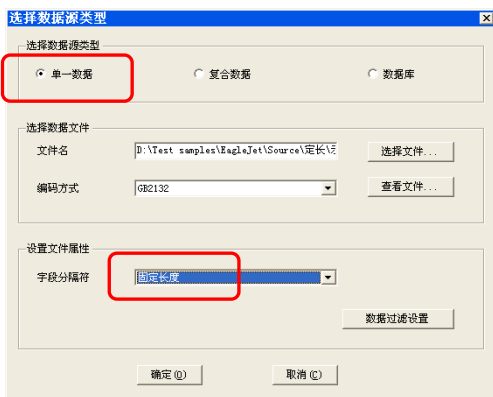 选择数据源类型
选择数据源类型
单一数据 复合数据 数据库
选择数据文件
文件名 D:\Test samples\EagleJet\Source\定长\ 选择文件...
编码方式 GB2132 查看文件...
设置文件属性
字段分隔符 固定长度
数据过滤设置
确定(O) 取消(C)